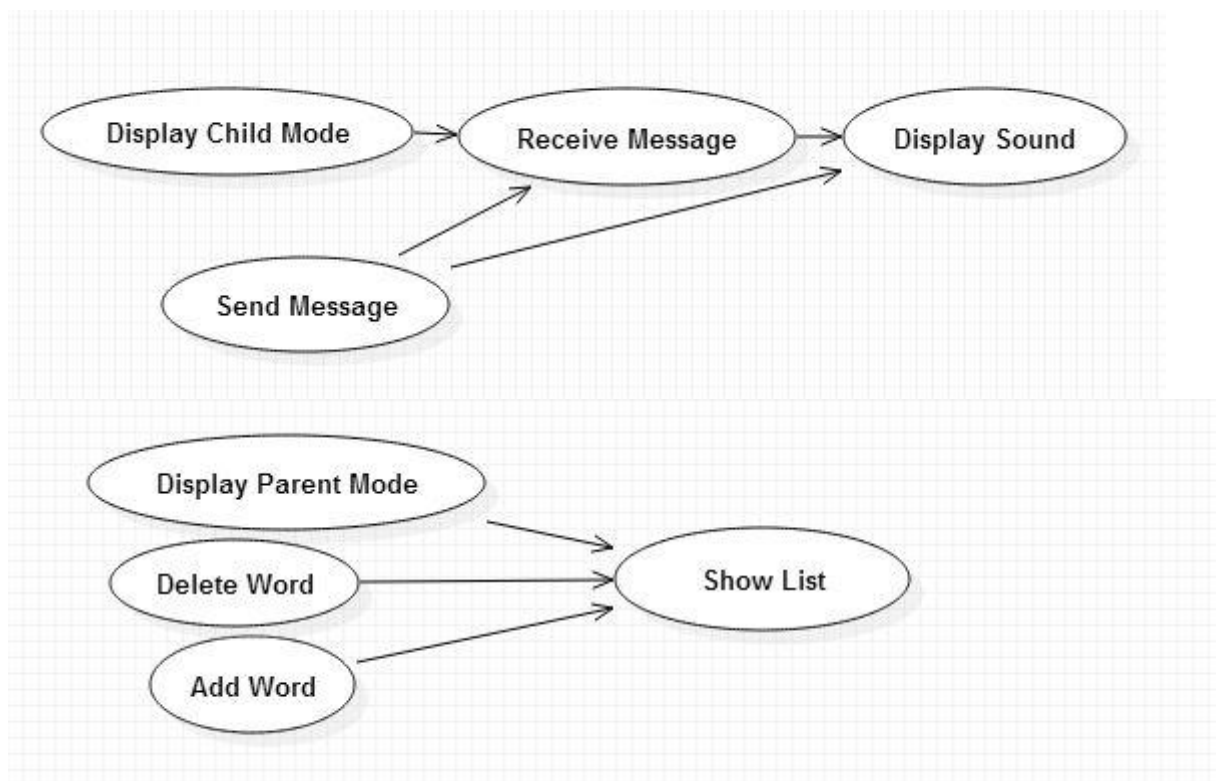 Display Child Mode
Receive Message
Display Sound
Send Message
Display Parent Mode
Delete Word
Show List
Add Word